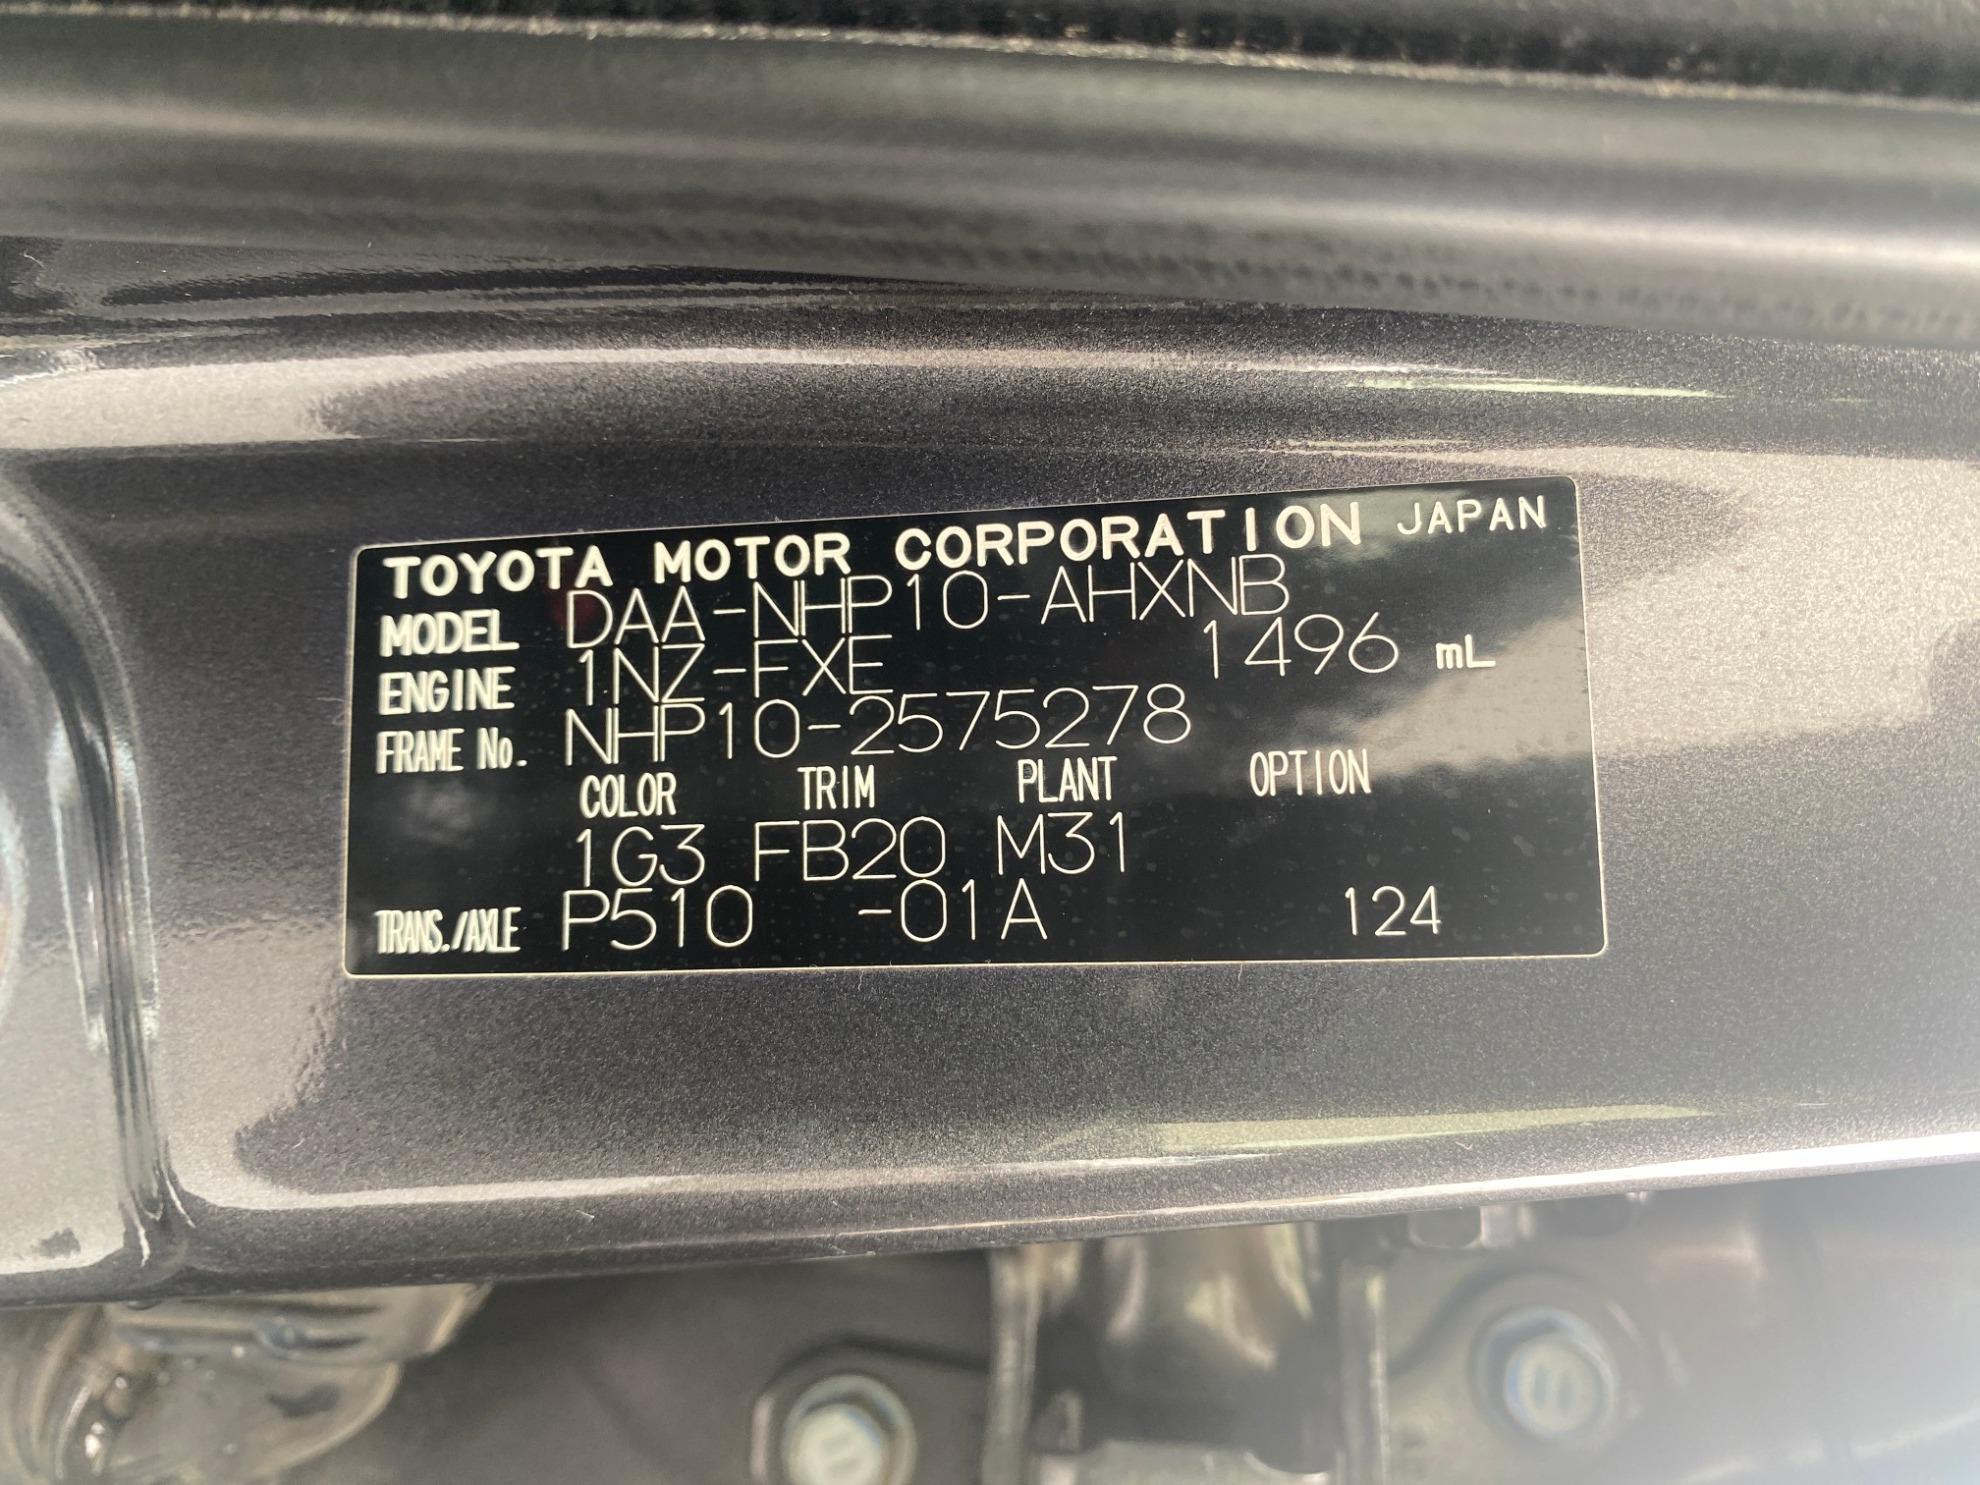 TOYOTA MOTOR CORPORATION JAPAN
MODEL DAA-NHP10-AHXNB
ENGINE 1NZ-FXE 1496 mL
FRAME No. NHP10-2575278
COLOR TRIM PLANT OPTION
1G3 FB20 M31
TRANS./AXLE P510 -01A 124